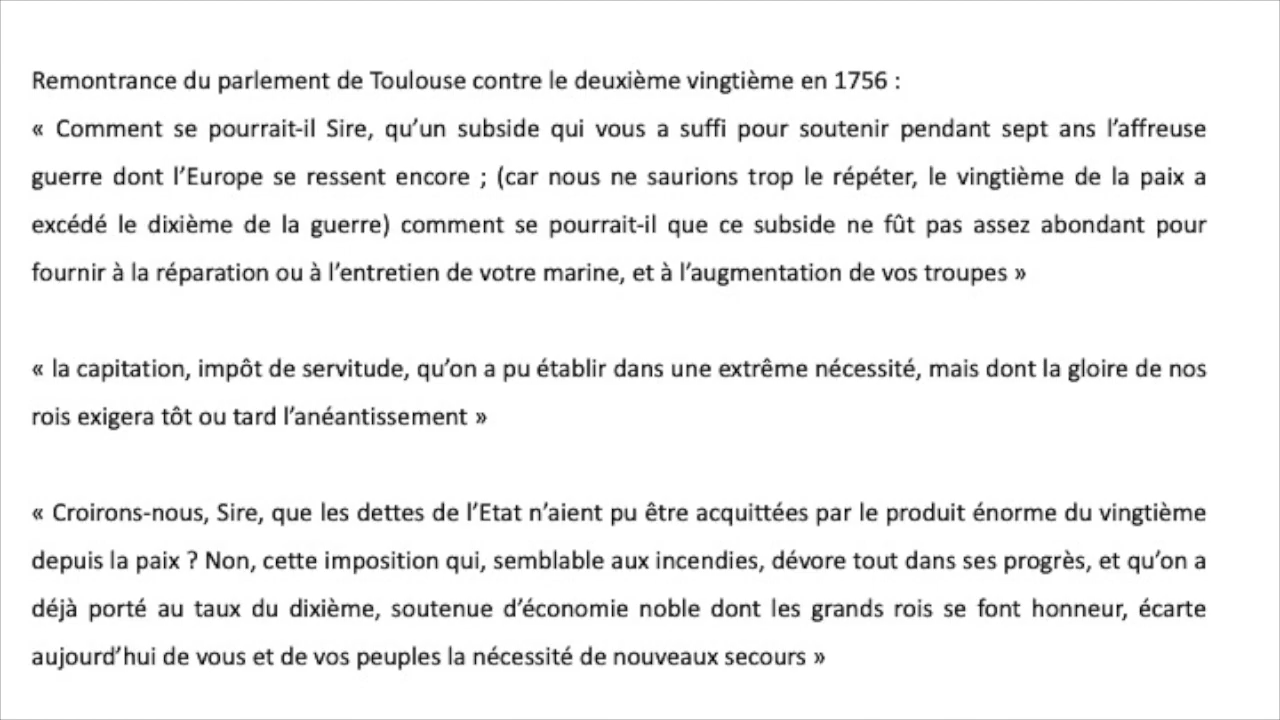 Remontrance du parlement de Toulouse contre le deuxième vingtième en 1756 :
« Comment se pourrait-il Sire, qu’un subside qui vous a suffi pour soutenir pendant sept ans l’affreuse
guerre dont l’Europe se ressent encore ; (car nous ne saurions trop le répéter, le vingtième de la paix a
excédé le dixième de la guerre) comment se pourrait-il que ce subside ne fût pas assez abondant pour
fournir à la réparation ou à l’entretien de votre marine, et à l’augmentation de vos troupes »
« la capitation, impôt de servitude, qu’on a pu établir dans une extrême nécessité, mais dont la gloire de nos
rois exigera tôt ou tard l’anéantissement »
« Croirons-nous, Sire, que les dettes de l’Etat n’aient pu être acquittées par le produit énorme du vingtième
depuis la paix ? Non, cette imposition qui, semblable aux incendies, dévore tout dans ses progrès, et qu’on a
déjà porté au taux du dixième, soutenue d’économie noble dont les grands rois se font honneur, écarte
aujourd’hui de vous et de vos peuples la nécessité de nouveaux secours »